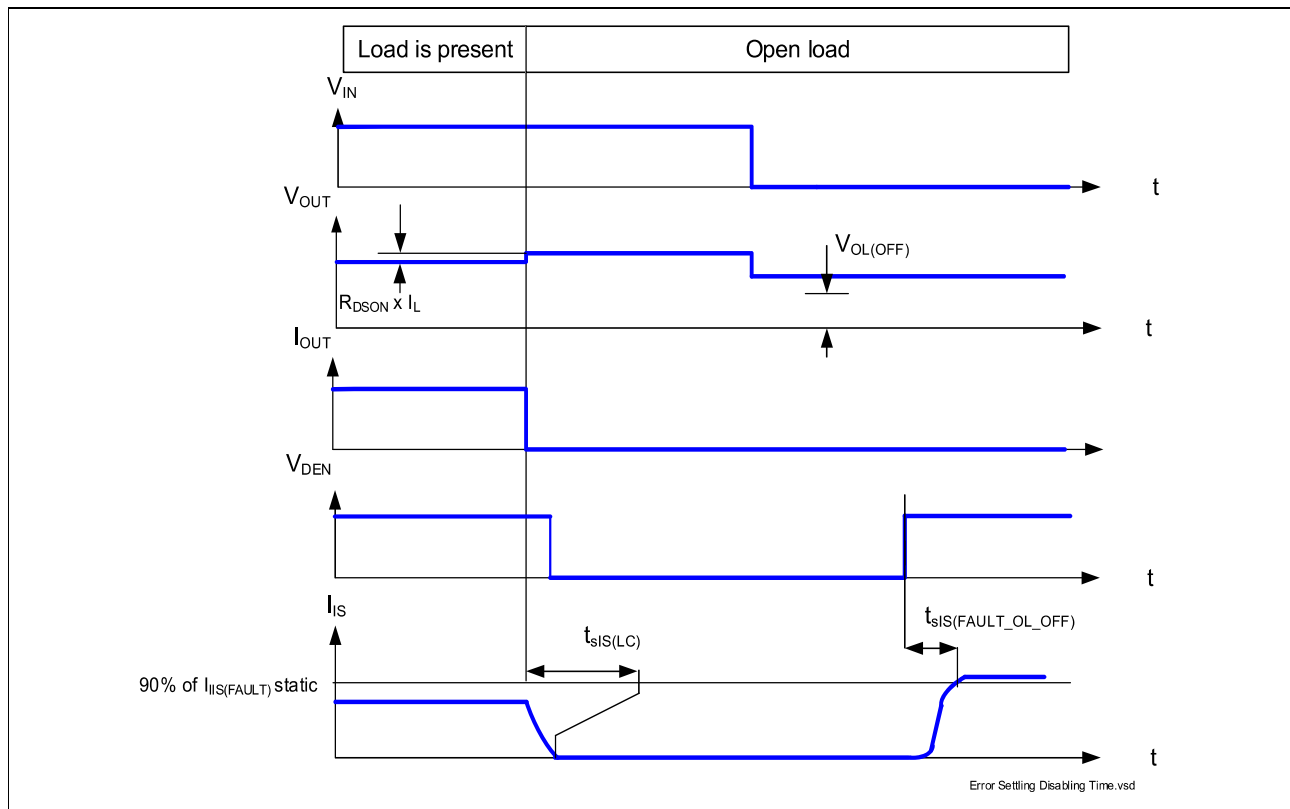 Load is present
Open load
VIN
t
VOUT
VOL(OFF)
RDSON x IL
t
IOUT
VDEN
t
IIS
tsIS(LC)
tsIS(FAULT_OL_OFF)
90% of IIIS(FAULT) static
t
Error Settling Disabling Time.vsd